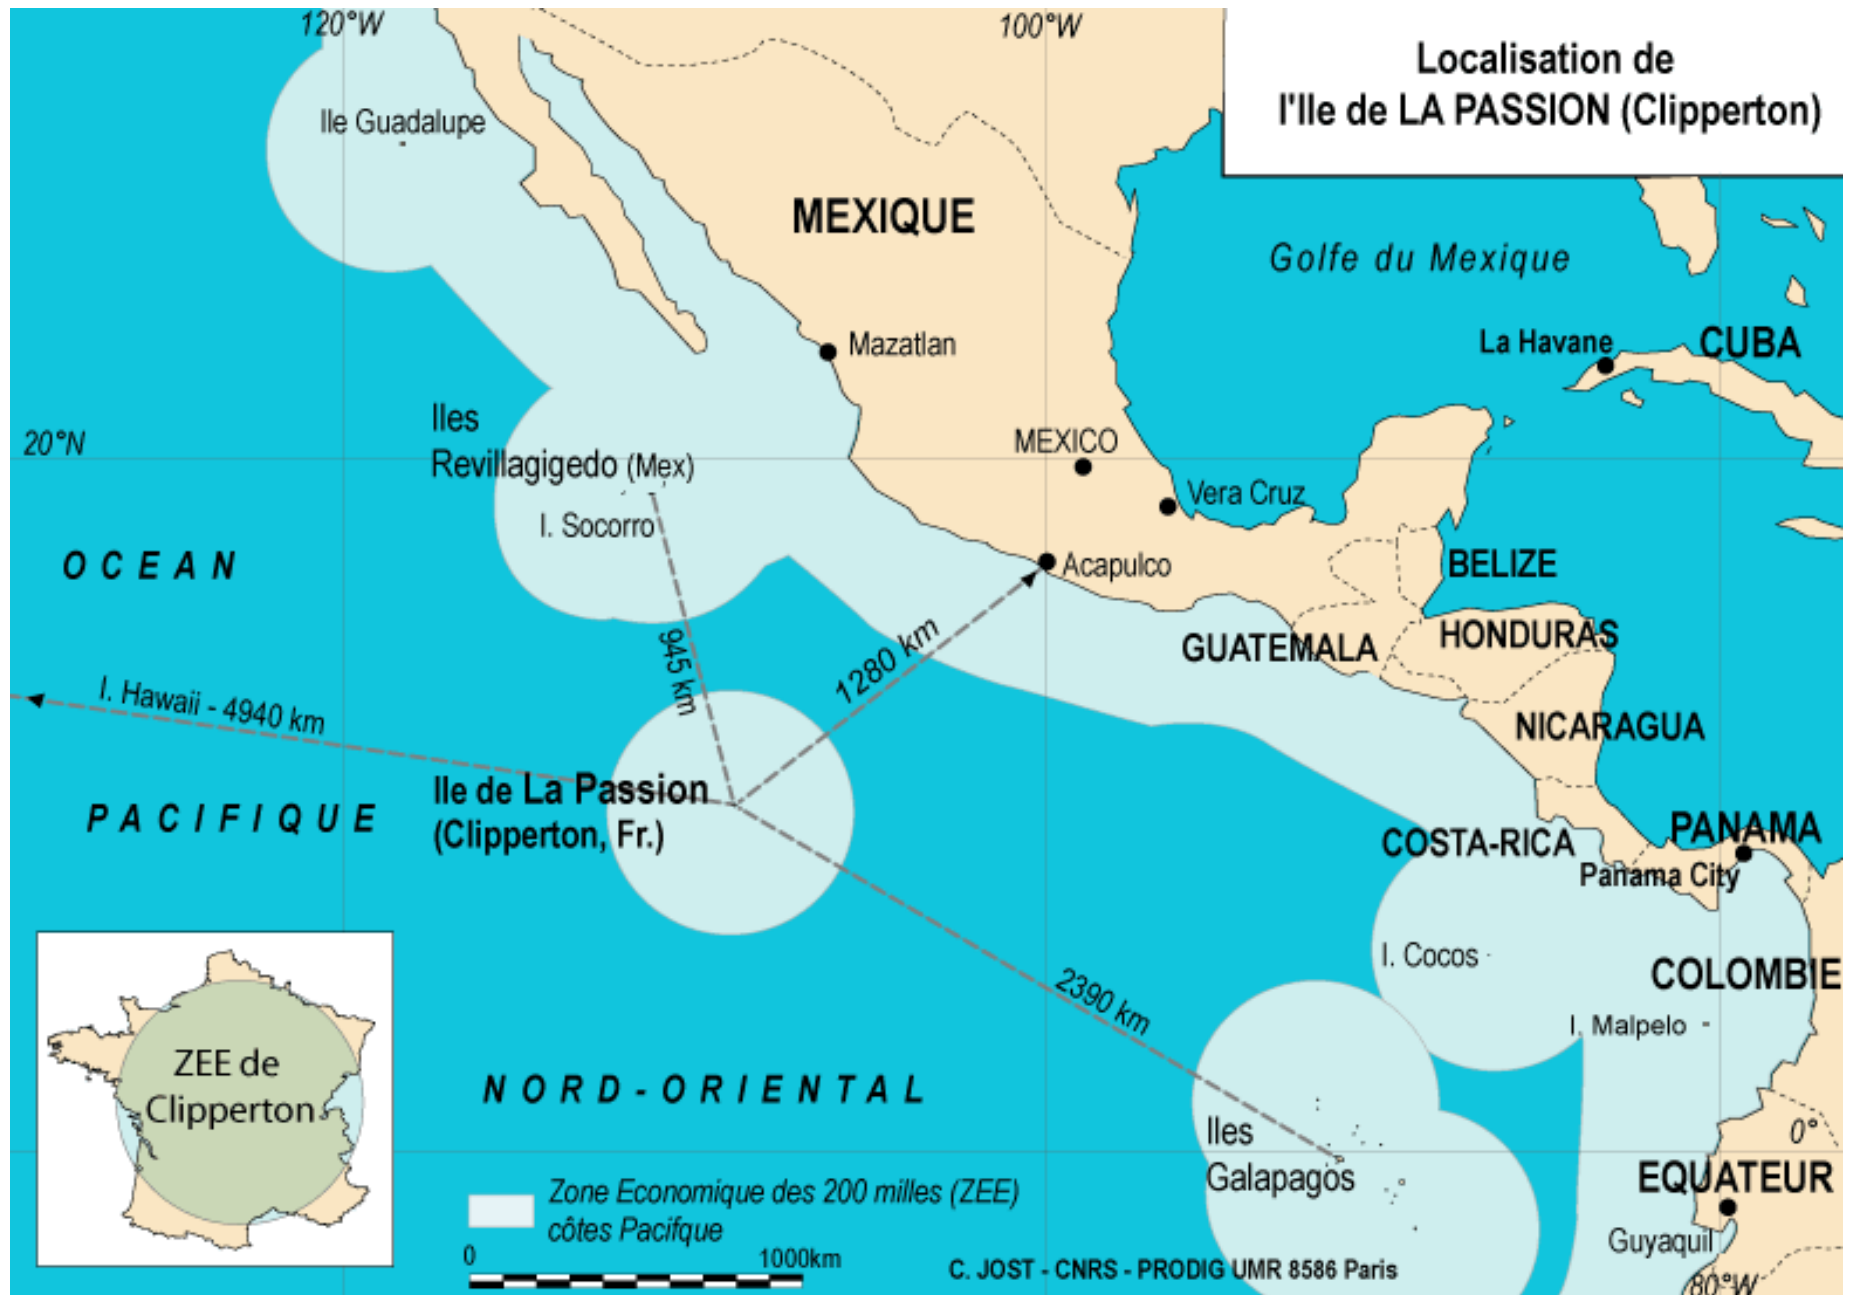 120°W
100°W
Localisation de
l'Ile de LA PASSION (Clipperton)
Ile Guadalupe
MEXIQUE
Golfe du Mexique
Mazatlan
La Havane
CUBA
Iles
Revillagigedo (Mex)
20°N
MEXICO
Vera Cruz
I. Socorro
OCEAN
Acapulco
BELIZE
GUATEMALA
HONDURAS
945 km
1280 km
I. Hawaii - 4940 km
NICARAGUA
Ile de La Passion
(Clipperton, Fr.)
PACIFIQUE
COSTA-RICA
PANAMA
Panama City
I. Cocos
COLOMBIE
2390 km
I. Malpelo
ZEE de
Clipperton
NORD-ORIENTAL
Iles
Galapagos
0°
EQUATEUR
Guyaquil
Zone Economique des 200 milles (ZEE)
côtes Pacifque
0
1000km
C. JOST - CNRS - PRODIG UMR 8586 Paris
80°W